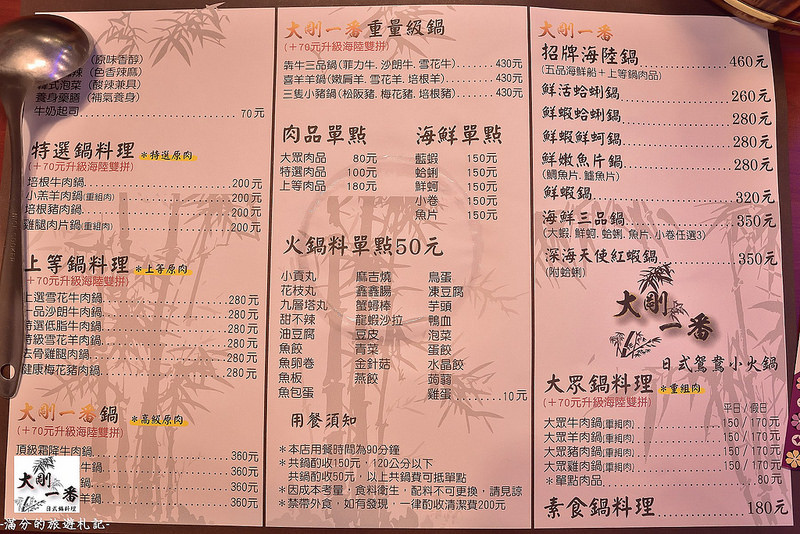 (原味香醇)
(色香辣麻)
式泡菜(酸辣兼具)
養身藥膳(補氣養身)
牛奶起司 70元
特選鍋料理 *特選原肉
(+70元升級海陸雙拼)
培根牛肉鍋 200元
小羔羊肉鍋(重組肉) 200元
培根豬肉鍋 200元
雞腿肉片鍋(重組肉) 200元
上等鍋料理 *上等原肉
+70元升級海陸雙拼)
上選雪花牛肉鍋 280元
一品沙朗牛肉鍋 280元
特選低脂牛肉鍋 280元
特級雪花羊肉鍋 280元
去骨雞腿肉鍋 280元
健康梅花豬肉鍋 280元
大剛一番鍋 *高級原肉
(+70元升級海陸雙拼)
頂級霜降牛肉鍋 360元
牛肉鍋 360元
羊肉鍋 360元
360元
大剛一番
日式鍋料理
-滿分的旅遊札記-
大剛一番重量級鍋
(+70元升級海陸雙拼)
犇牛三品鍋(菲力牛. 沙朗牛. 雪花牛) 430元
喜羊羊鍋(嫩肩羊. 雪花羊. 培根羊) 430元
三隻小豬鍋(松阪豬. 梅花豬. 培根豬) 430元
肉品單點
大眾肉品 80元
特選肉品 100元
上等肉品 180元
海鮮單點
藍蝦 150元
蛤蜊 150元
鮮蚵 150元
小卷 150元
魚片 150元
火鍋料單點50元
小貢丸 麻吉燒 鳥蛋
花枝丸 鑫鑫腸 凍豆腐
九層塔丸 蟹蟳棒 芋頭
甜不辣 龍蝦沙拉 鴨血
油豆腐 豆皮 泡菜
魚餃 青菜 蛋餃
魚卵卷 金針菇 水晶餃
魚板 燕餃 蒟蒻
魚包蛋 雞蛋 10元
用餐須知
*本店用餐時間為90分鐘
*共鍋酌收150元，120公分以下
共鍋酌收50元，以上共鍋費可抵單點
*因成本考量，食料衛生，配料不可更換，請見諒
*禁帶外食，如有發現，一律酌收清潔費200元
大剛一番
招牌海陸鍋 460元
(五品海鮮船+上等鍋肉品)
鮮活蛤蜊鍋 260元
鮮蝦蛤蜊鍋 280元
鮮蝦鮮蚵鍋 280元
鮮嫩魚片鍋 280元
(鯛魚片. 鱸魚片)
鮮蝦鍋 320元
海鮮三品鍋 350元
(大蝦. 鮮蚵. 蛤蜊. 魚片. 小卷任選3)
深海天使紅蝦鍋 350元
(附蛤蜊)
大剛一番
日式鴛鴦小火鍋
大眾鍋料理 *重組肉
(+70元升級海陸雙拼)
平日/假日
大眾牛肉鍋(重組肉) 150/170元
大眾羊肉鍋(重組肉) 150/170元
大眾豬肉鍋(重組肉) 150/170元
大眾雞肉鍋(重組肉) 150/170元
*單點肉品 80元
素食鍋料理 180元